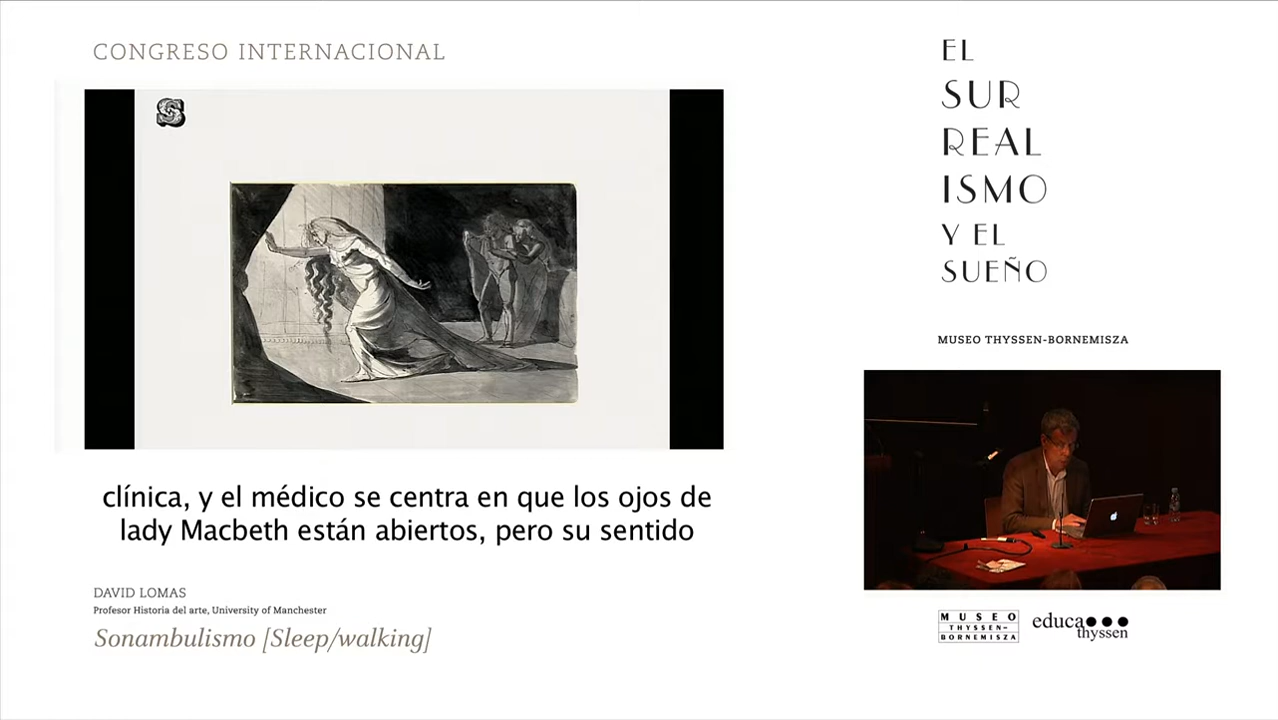 CONGRESO INTERNACIONAL
S
clínica, y el médico se centra en que los ojos de
lady Macbeth están abiertos, pero su sentido
DAVID LOMAS
Profesor Historia del arte, University of Manchester
Sonambulismo [Sleep/walking]
EL
SUR
REAL
ISMO
Y EL
SUEÑO
MUSEO THYSSEN-BORNEMISZA
MUSEO
THYSSEN-
BORNEMISZA
educa
thyssen